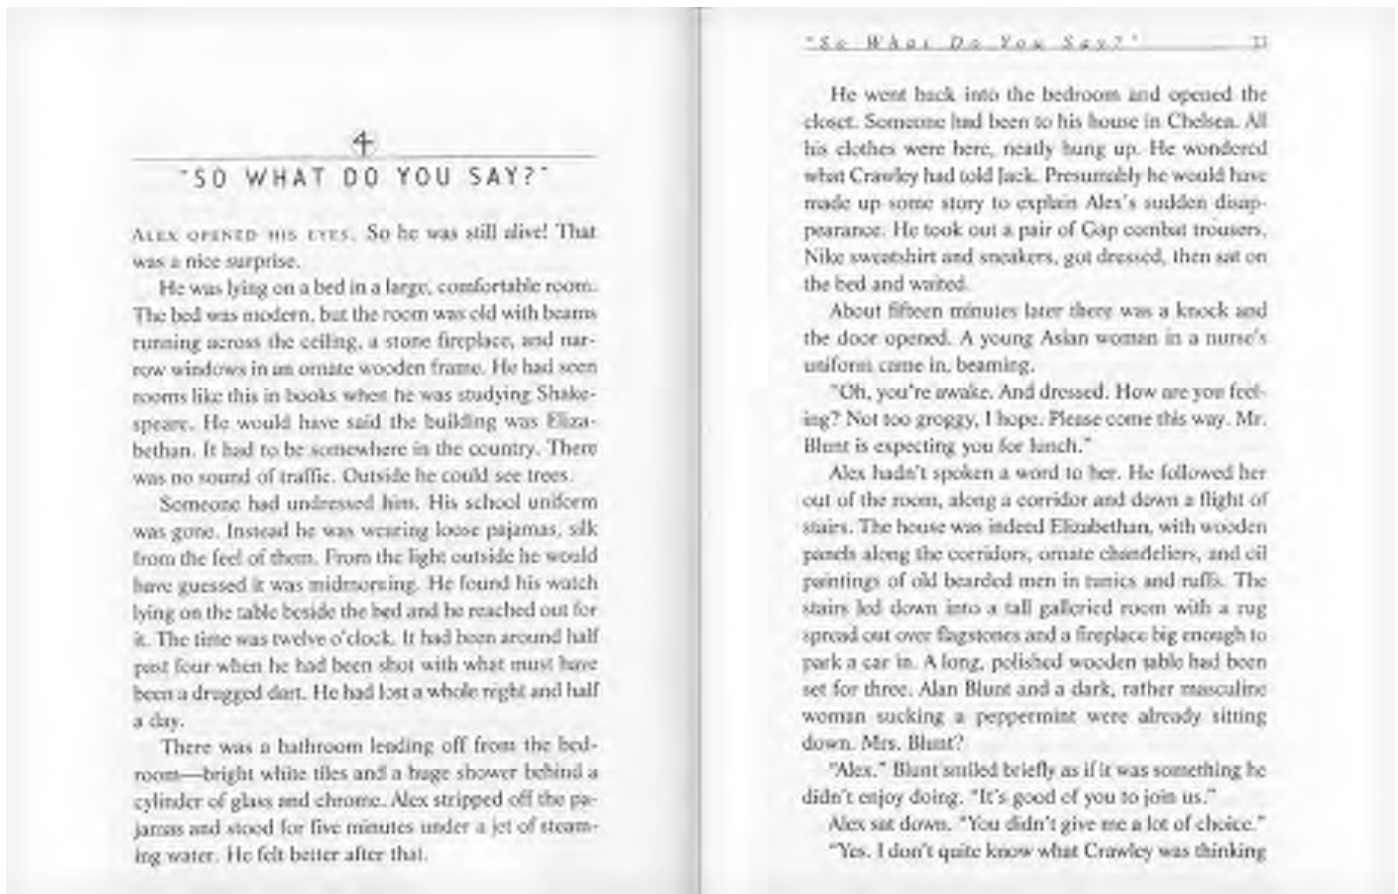 4
"SO WHAT DO YOU SAY?"
ALEX OPENED HIS EYES. So he was still alive! That
was a nice surprise.
He was lying on a bed in a large, comfortable room.
The bed was modern, but the room was old with beams
running across the ceiling, a stone fireplace, and nar-
row windows in an ornate wooden frame. He had seen
rooms like this in books when he was studying Shake-
speare. He would have said the building was Eliza-
bethan. It had to be somewhere in the country. There
was no sound of traffic. Outside he could see trees.
Someone had undressed him. His school uniform
was gone. Instead he was wearing loose pajamas, silk
from the feel of them. From the light outside he would
have guessed it was midmorning. He found his watch
lying on the table beside the bed and he reached out for
it. The time was twelve o'clock. It had been around half
past four when he had been shot with what must have
been a drugged dart. He had lost a whole night and half
a day.
There was a bathroom leading off from the bed-
room—bright white tiles and a huge shower behind a
cylinder of glass and chrome. Alex stripped off the pa-
jamas and stood for five minutes under a jet of steam-
ing water. He felt better after that.
"So What Do You Say?"
He went back into the bedroom and opened the
closet. Someone had been to his house in Chelsea. All
his clothes were here, neatly hung up. He wondered
what Crawley had told Jack. Presumably he would have
made up some story to explain Alex's sudden disap-
pearance. He took out a pair of Gap combat trousers,
Nike sweatshirt and sneakers, got dressed, then sat on
the bed and waited.
About fifteen minutes later there was a knock and
the door opened. A young Asian woman in a nurse's
uniform came in, beaming.
"Oh, you're awake. And dressed. How are you feel-
ing? Not too groggy, I hope. Please come this way. Mr.
Blunt is expecting you for lunch."
Alex hadn't spoken a word to her. He followed her
out of the room, along a corridor and down a flight of
stairs. The house was indeed Elizabethan, with wooden
panels along the corridors, ornate chandeliers, and oil
paintings of old bearded men in tunics and ruffs. The
stairs led down into a tall galleried room with a rug
spread out over flagstones and a fireplace big enough to
park a car in. A long, polished wooden table had been
set for three. Alan Blunt and a dark, rather masculine
woman sucking a peppermint were already sitting
down. Mrs. Blunt?
"Alex." Blunt smiled briefly as if it was something he
didn't enjoy doing. "It's good of you to join us."
Alex sat down. "You didn't give me a lot of choice."
"Yes. I don't quite know what Crawley was thinking